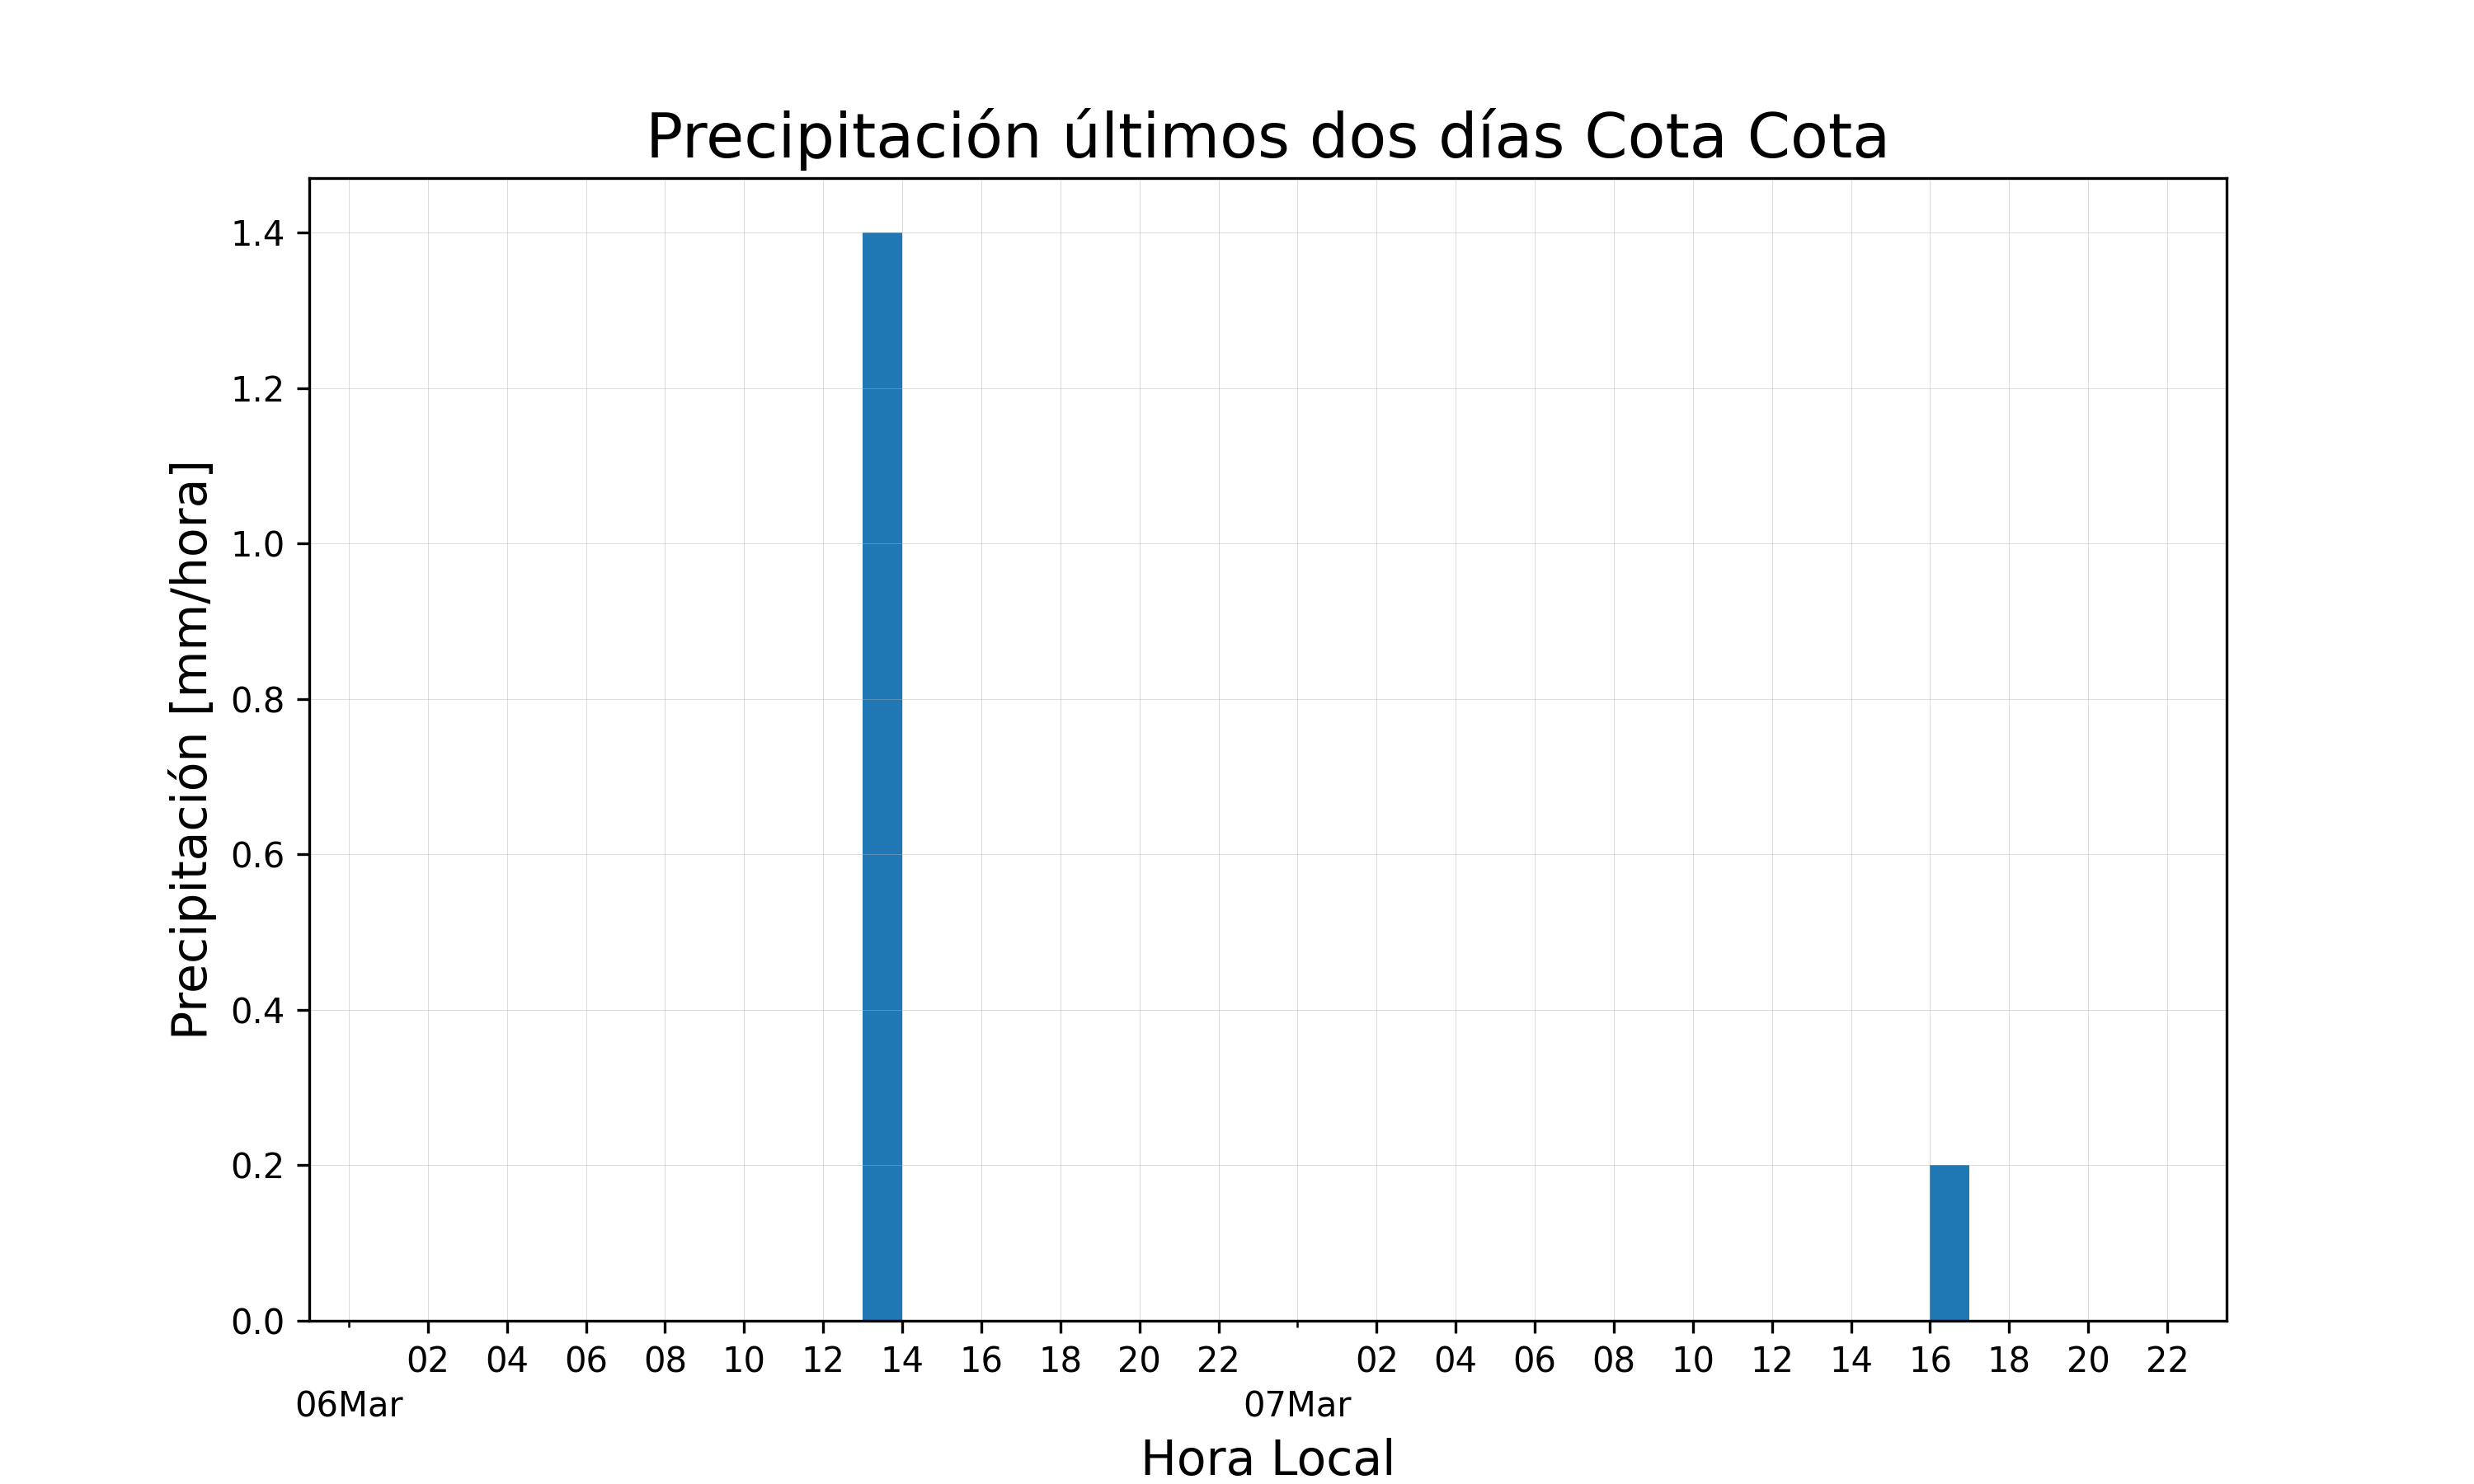 Precipitación últimos dos días Cota Cota
Precipitación [mm/hora]
1.4
1.2
1.0
0.8
0.6
0.4
0.2
0.0
02 04 06 08 10 12 14 16 18 20 22 02 04 06 08 10 12 14 16 18 20 22
06Mar 07Mar
Hora Local